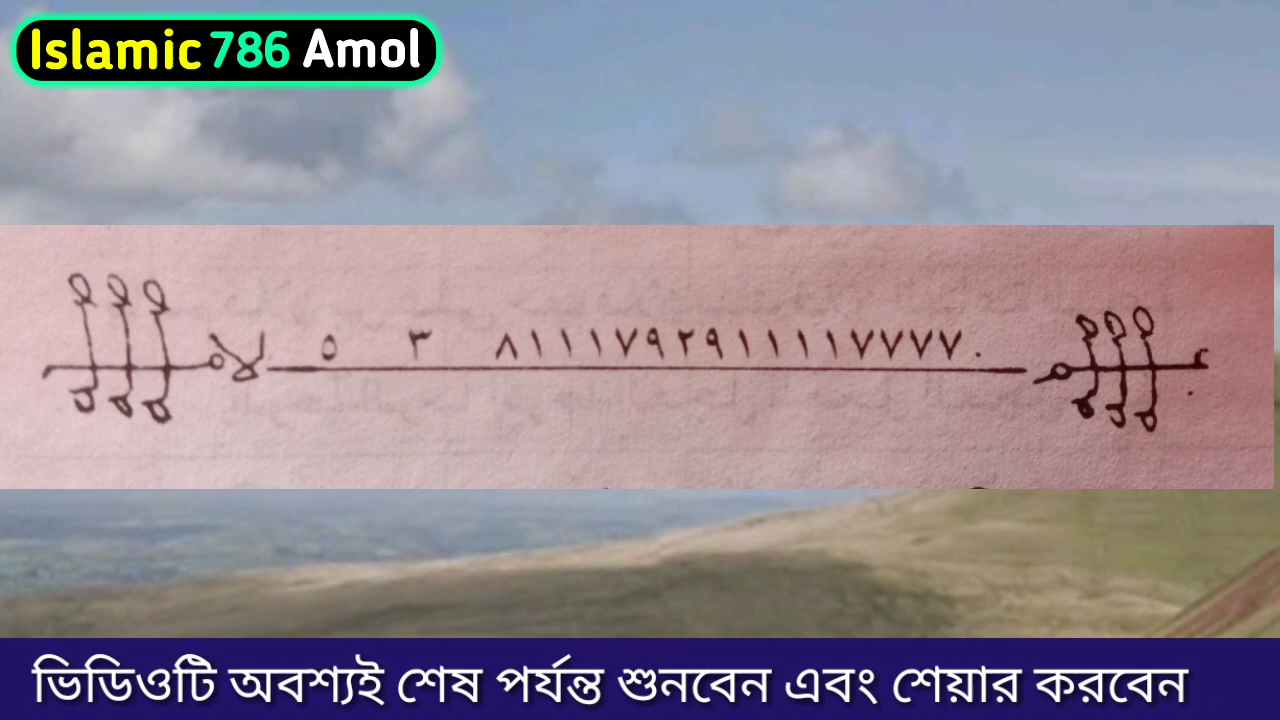 Islamic 786 Amol
٥ ٣ ٨١١١٧٩٢٩١١١١٧٧٧٧.
ভিডিওটি অবশ্যই শেষ পর্যন্ত শুনবেন এবং শেয়ার করবেন